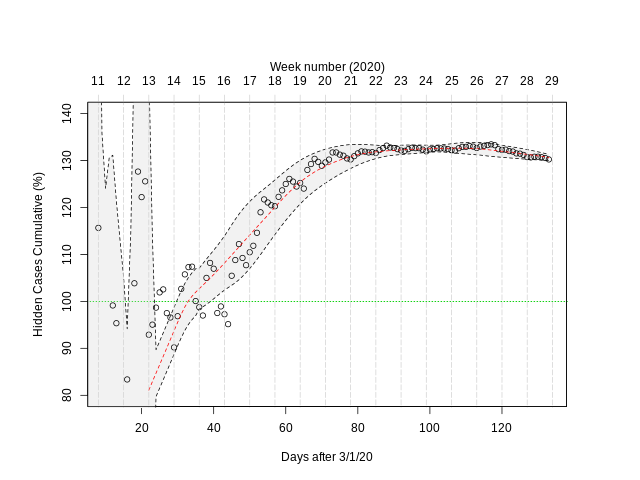 Week number (2020)
11 12 13 14 15 16 17 18 19 20 21 22 23 24 25 26 27 28 29
Hidden Cases Cumulative (%)
140
130
120
110
100
90
80
20 40 60 80 100 120
Days after 3/1/20